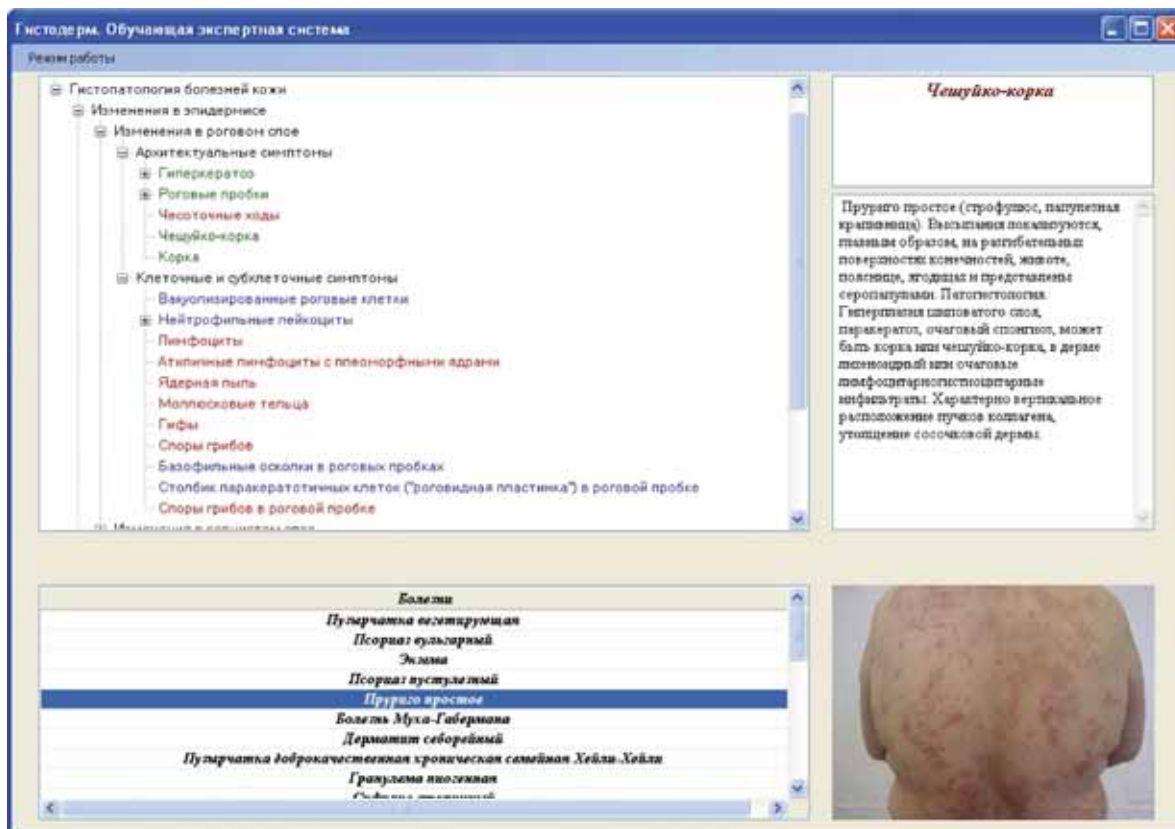 Гистодерм. Обучающая экспертная система
Режим работы
Гистопатология болезней кожи
Изменения в эпидермисе
Изменения в роговом слое
Архитектуальные симптомы
Гиперкератоз
Роговые пробки
Чесоточные ходы
Чешуйко-корка
Корка
Клеточные и субклеточные симптомы
Вакуолизированные роговые клетки
Нейтрофильные лейкоциты
Лимфоциты
Атипичные лимфоциты с плеоморфными ядрами
Ядерная пыль
Моллюсковые тельца
Гифы
Споры грибов
Базофильные осколки в роговых пробках
Столбик паракератотичных клеток ("роговидная пластинка") в роговой пробке
Споры грибов в роговой пробке
Чешуйко-корка
Пруриго простое (строфулюс, папулезная
крапивница). Высыпания локализуются,
главным образом, на разгибательных
поверхностях конечностей, животе,
пояснице, ягодицах и представлены
серопапулами. Патогистология.
Гиперплазия шиповатого слоя,
паракератоз, очаговый спонгиоз, может
быть корка или чешуйко-корка, в дерме
лихеноидный или очаговые
лимфоцитарногистиоцитарные
инфильтраты. Характерно вертикальное
расположение пучков коллагена,
утолщение сосочковой дермы.
Болезни
Пузырчатка вегетирующая
Псориаз вульгарный
Экзема
Псориаз пустулезный
Пруриго простое
Болезнь Муха-Габермана
Дерматит себорейный
Пузырчатка доброкачественная хроническая семейная Хейли-Хейли
Гранулема пиогенная